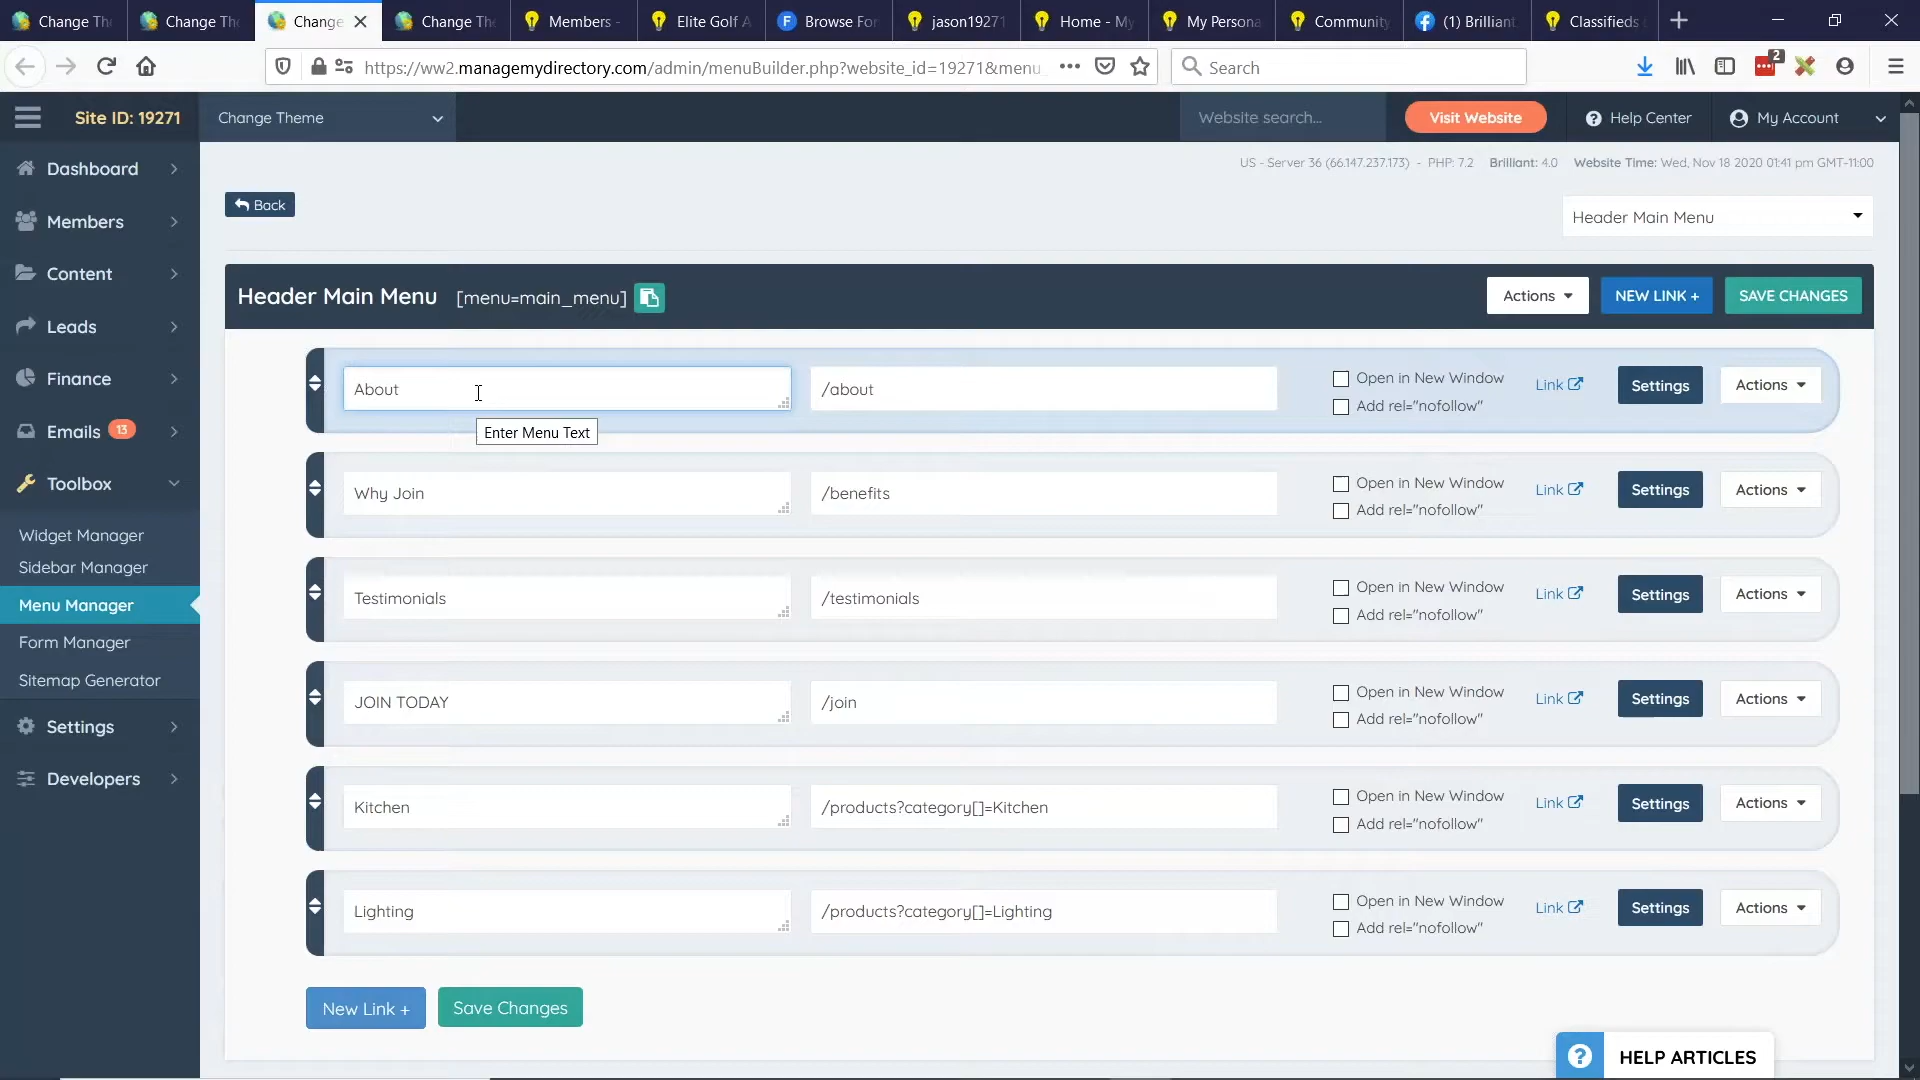 Change Th
Change Th
Change
Change Th
Members -
Elite Golf A
Browse For
jason19271
Home - My
My Persona
Community
(1) Brilliant
Classifieds
https://ww2.managemydirectory.com/admin/menuBuilder.php?website_id=19271&menu_
Search
2
Site ID: 19271
Change Theme
Website search...
Visit Website
Help Center
My Account
US - Server 36 (66.147.237.173) - PHP: 7.2 Brilliant: 4.0 Website Time: Wed, Nov 18 2020 01:41 pm GMT-11:00
Dashboard
Members
Content
Leads
Finance
Emails 13
Toolbox
Widget Manager
Sidebar Manager
Menu Manager
Form Manager
Sitemap Generator
Settings
Developers
Back
Header Main Menu
Header Main Menu [menu=main_menu]
Actions
NEW LINK +
SAVE CHANGES
About
/about
Open in New Window
Add rel="nofollow"
Link
Settings
Actions
Enter Menu Text
Why Join
/benefits
Open in New Window
Add rel="nofollow"
Link
Settings
Actions
Testimonials
/testimonials
Open in New Window
Add rel="nofollow"
Link
Settings
Actions
JOIN TODAY
/join
Open in New Window
Add rel="nofollow"
Link
Settings
Actions
Kitchen
/products?category[]=Kitchen
Open in New Window
Add rel="nofollow"
Link
Settings
Actions
Lighting
/products?category[]=Lighting
Open in New Window
Add rel="nofollow"
Link
Settings
Actions
New Link +
Save Changes
? HELP ARTICLES